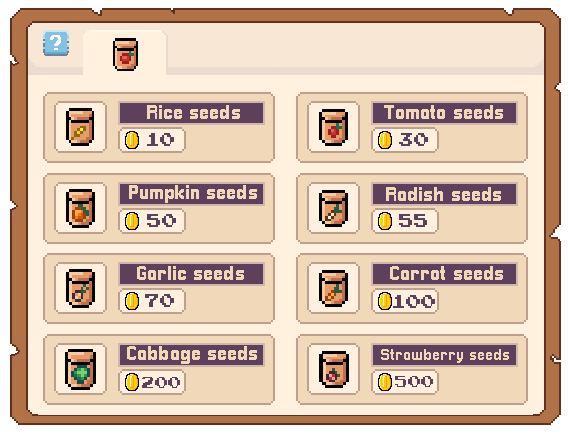 ?
Rice seeds
10
Tomato seeds
30
Pumpkin seeds
50
Radish seeds
55
Garlic seeds
70
Carrot seeds
100
Cabbage seeds
200
Strawberry seeds
500